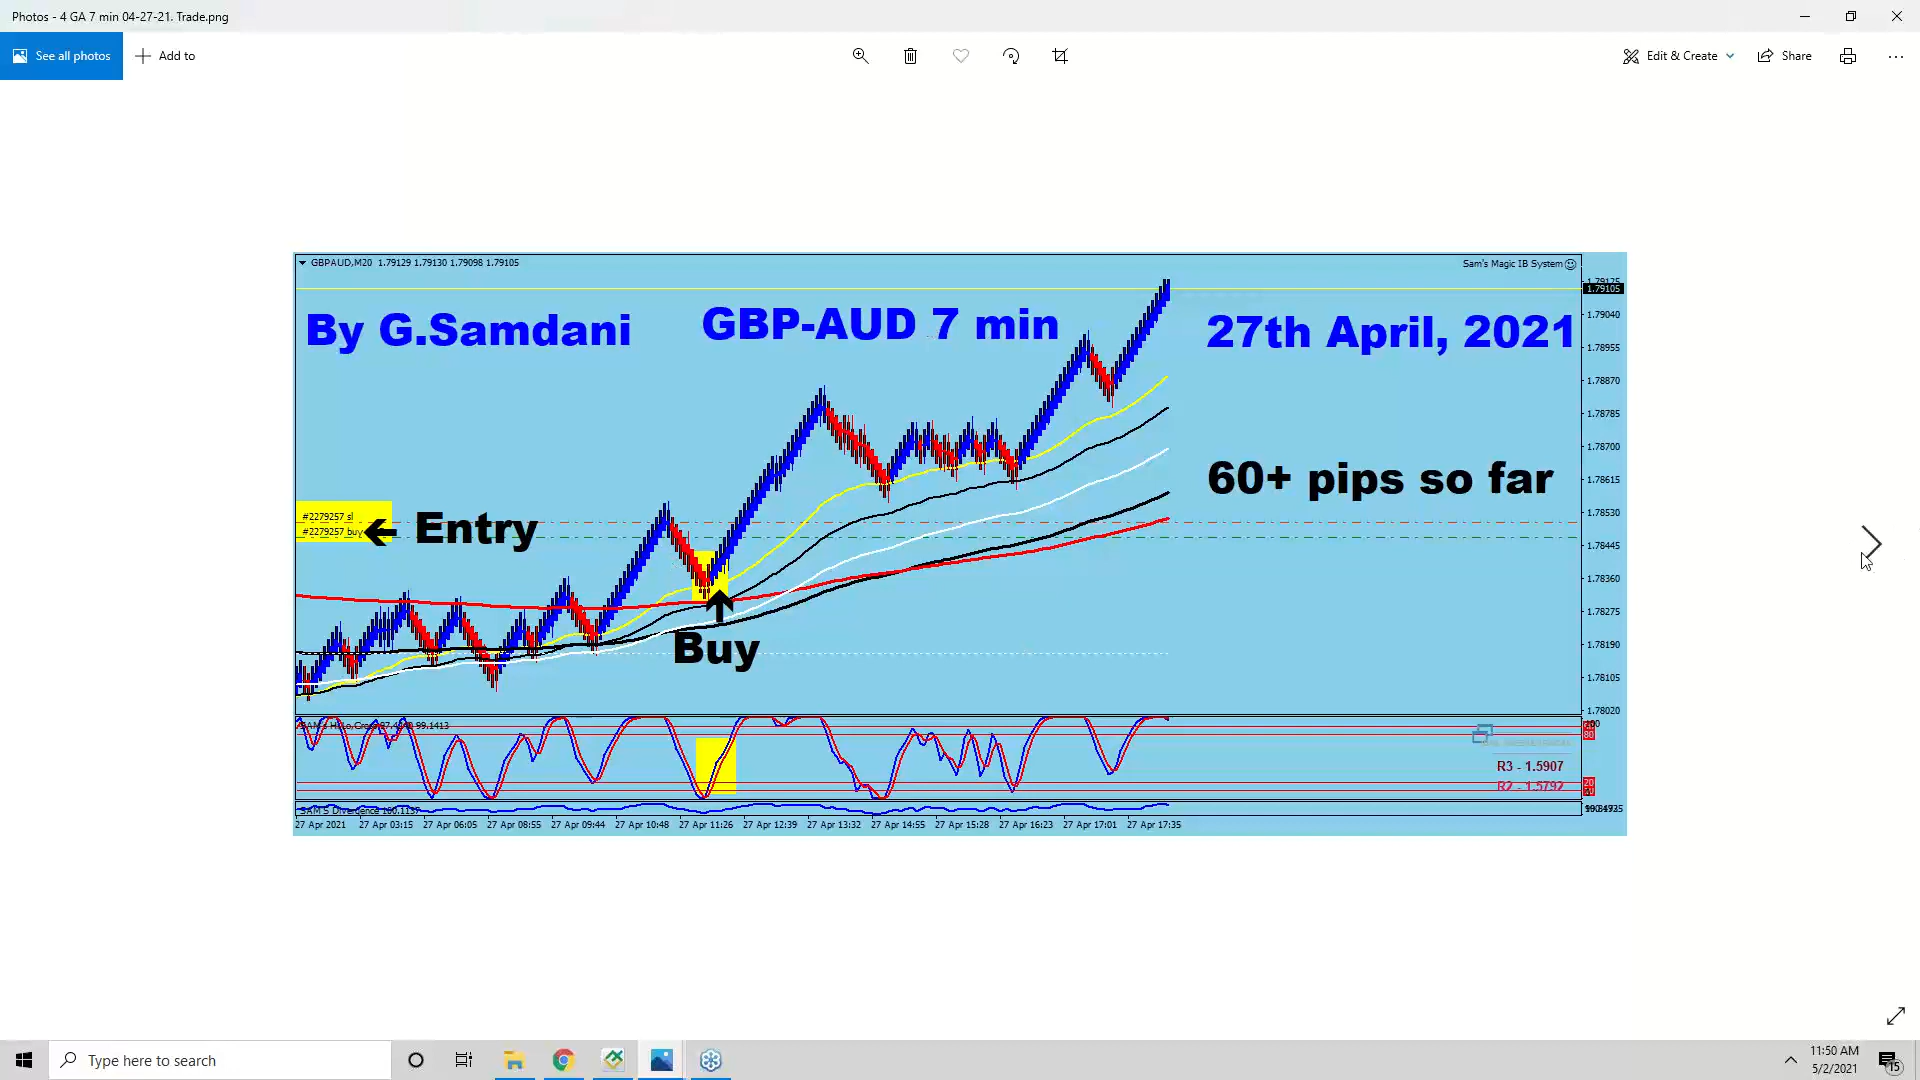 Photos - 4 GA 7 min 04-27-21. Trade.png
See all photos
Add to
Edit & Create
Share
GBPAUD,M20 1.79129 1.79130 1.79098 1.79105
Sam's Magic IB System
By G.Samdani
GBP-AUD 7 min
27th April, 2021
60+ pips so far
#2279257 sl
#2279257 buy
Entry
Buy
1.79105
1.79040
1.78955
1.78870
1.78785
1.78700
1.78615
1.78530
1.78445
1.78360
1.78275
1.78190
1.78105
1.78020
80
20
R3 - 1.5907
R2 - 1.5792
27 Apr 2021
27 Apr 03:15
27 Apr 06:05
27 Apr 08:55
27 Apr 09:44
27 Apr 10:48
27 Apr 11:26
27 Apr 12:39
27 Apr 13:32
27 Apr 14:55
27 Apr 15:28
27 Apr 16:23
27 Apr 17:01
27 Apr 17:35
Type here to search
11:50 AM
5/2/2021
15